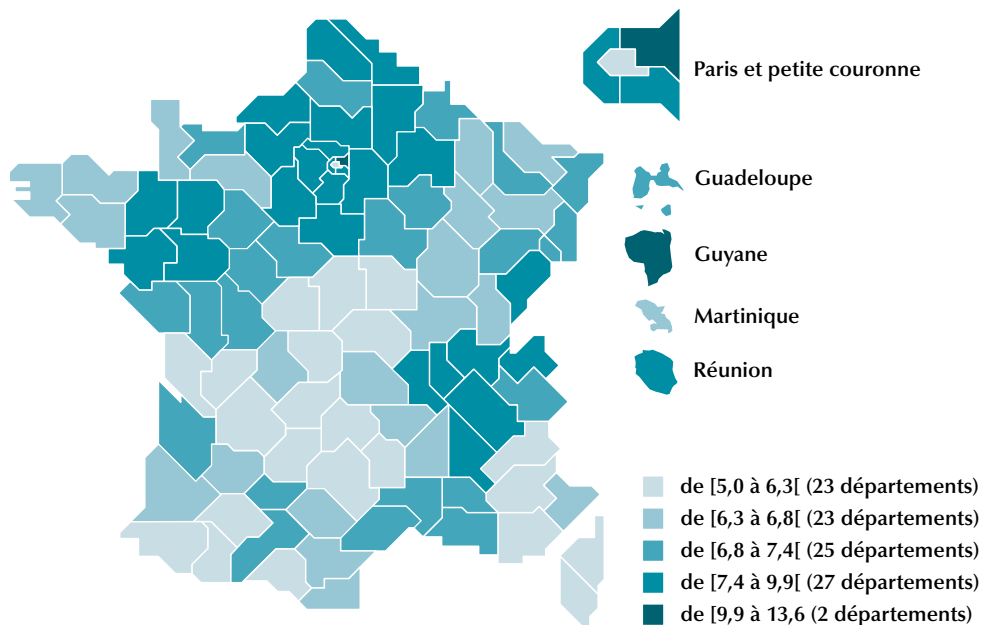 Paris et petite couronne
Guadeloupe
Guyane
Martinique
Réunion
de [5,0 à 6,3[ (23 départements)
de [6,3 à 6,8[ (23 départements)
de [6,8 à 7,4[ (25 départements)
de [7,4 à 9,9[ (27 départements)
de [9,9 à 13,6 (2 départements)